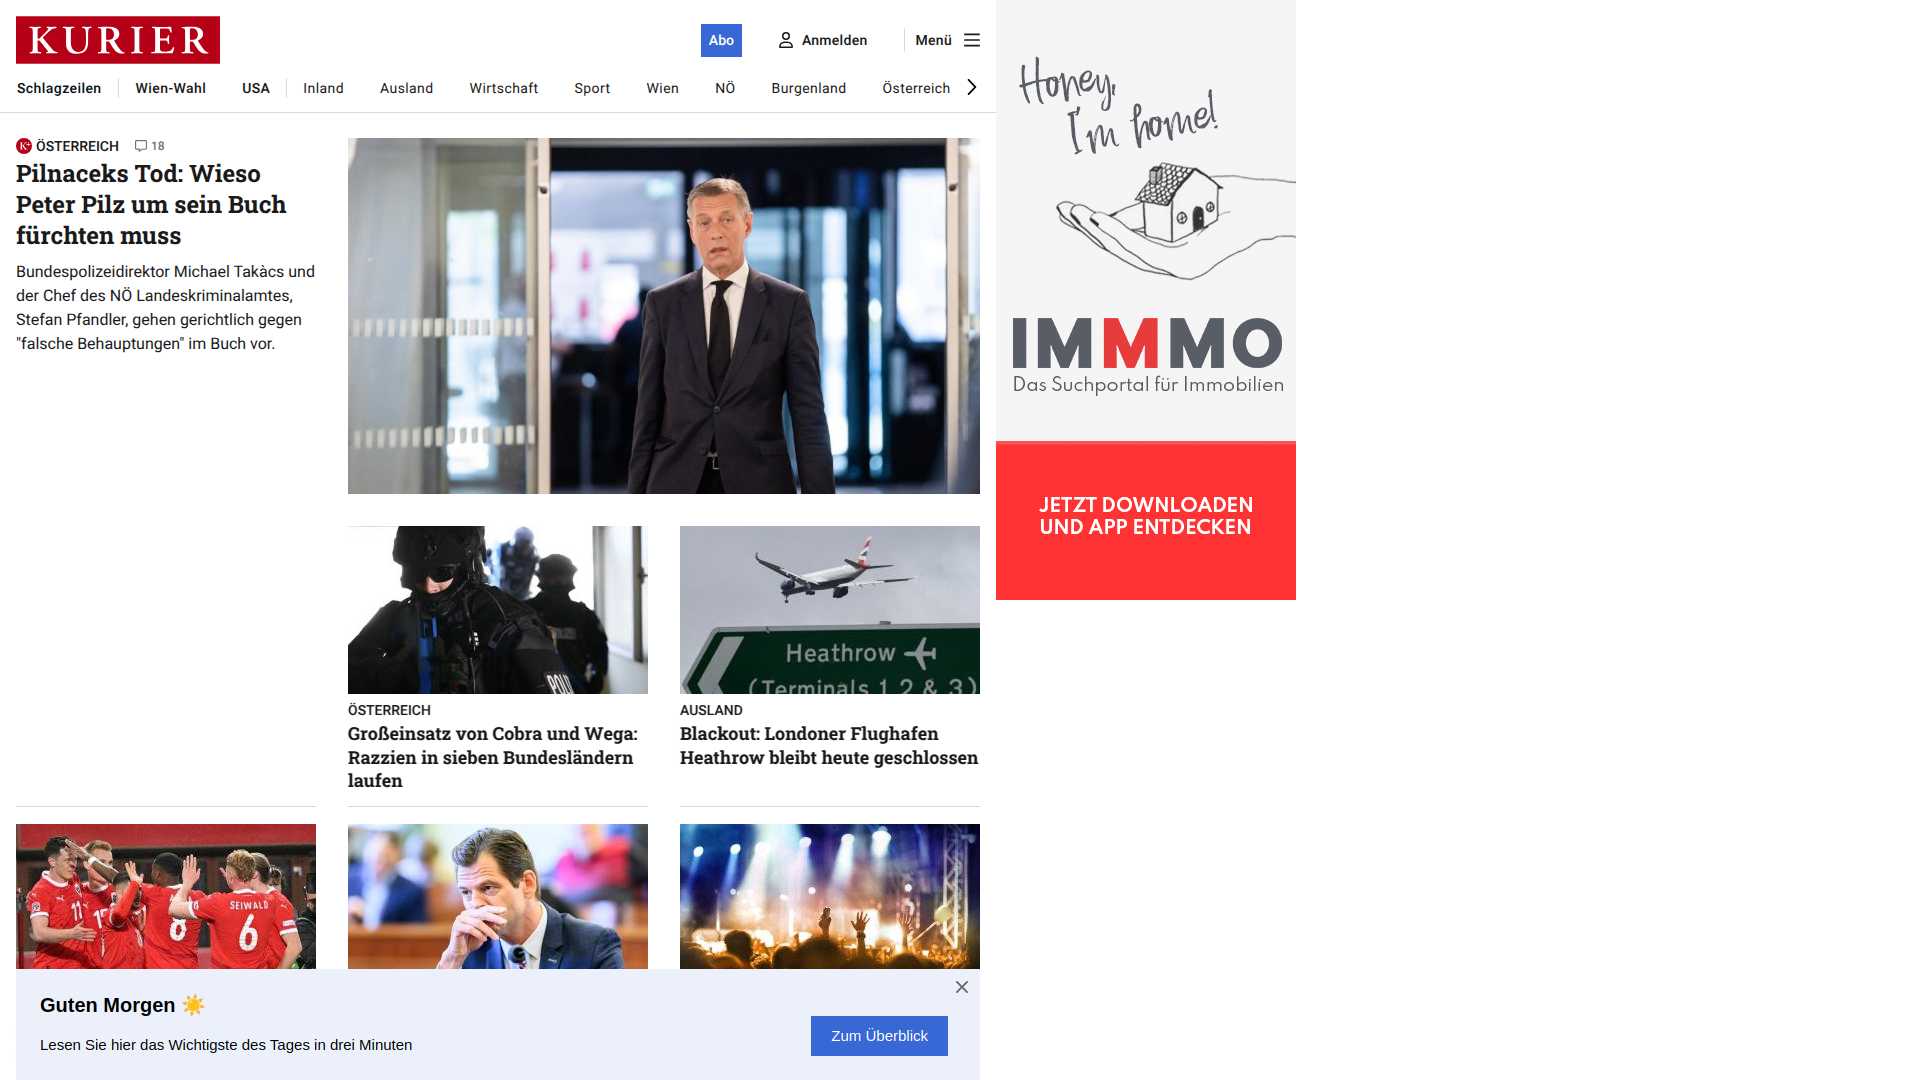 KURIER
Abo
Anmelden
Menü
Schlagzeilen
Wien-Wahl
USA
Inland
Ausland
Wirtschaft
Sport
Wien
NÖ
Burgenland
Österreich
ÖSTERREICH 18
Pilnaceks Tod: Wieso
Peter Pilz um sein Buch
fürchten muss
Bundespolizeidirektor Michael Takàcs und
der Chef des NÖ Landeskriminalamtes,
Stefan Pfandler, gehen gerichtlich gegen
"falsche Behauptungen" im Buch vor.
Heathrow
(Terminals 1 2 & 3)
ÖSTERREICH
Großeinsatz von Cobra und Wega:
Razzien in sieben Bundesländern
laufen
AUSLAND
Blackout: Londoner Flughafen
Heathrow bleibt heute geschlossen
11
8
SEIWALD
6
Guten Morgen ☀️
Lesen Sie hier das Wichtigste des Tages in drei Minuten
Zum Überblick
Honey,
I'm home!
IMMMO
Das Suchportal für Immobilien
JETZT DOWNLOADEN
UND APP ENTDECKEN